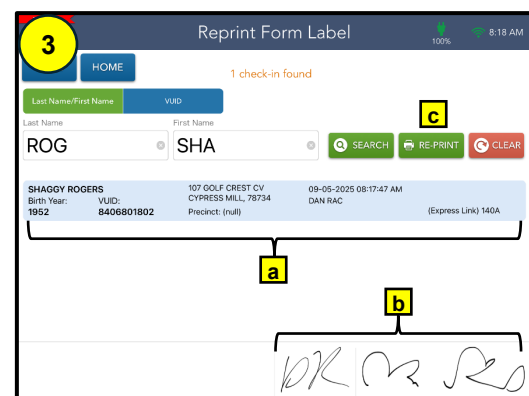 3
Reprint Form Label
100%
8:18 AM
HOME
1 check-in found
Last Name/First Name
VUID
c
Last Name
First Name
ROG
SHA
SEARCH
RE-PRINT
CLEAR
SHAGGY ROGERS
107 GOLF CREST CV
09-05-2025 08:17:47 AM
Birth Year:
VUID:
CYPRESS MILL, 78734
DAN RAC
1952
8406801802
Precinct: (null)
(Express Link) 140A
a
b